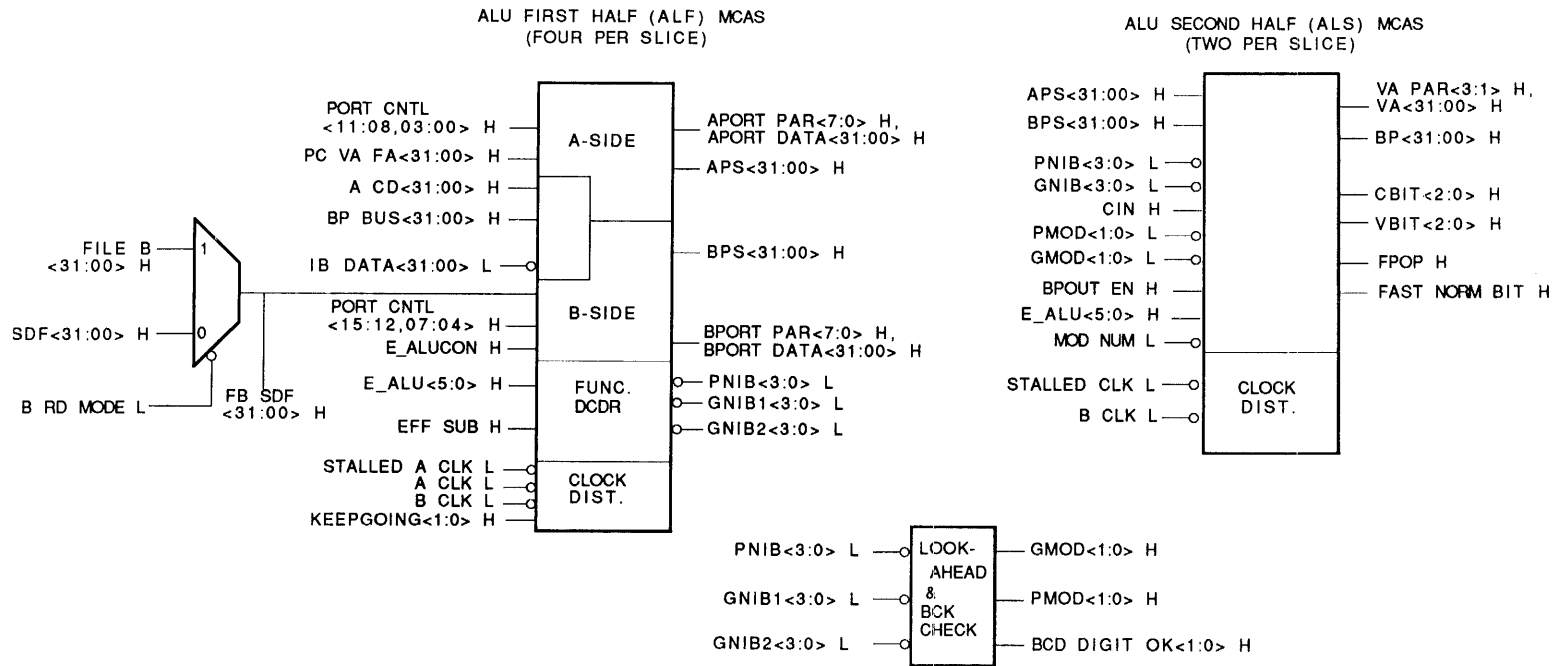 ALU FIRST HALF (ALF) MCAS
(FOUR PER SLICE)
PORT CNTL
<11:08,03:00> H
PC VA FA<31:00> H
A CD<31:00> H
BP BUS<31:00> H
IB DATA<31:00> L
PORT CNTL
<15:12,07:04> H
E_ALUCON H
E_ALU<5:0> H
EFF SUB H
STALLED A CLK L
A CLK L
B CLK L
KEEPGOING<1:0> H
FILE B
<31:00> H
SDF<31:00> H
B RD MODE L
1
0
FB SDF
<31:00> H
A-SIDE
B-SIDE
FUNC.
DCDR
CLOCK
DIST.
APORT PAR<7:0> H,
APORT DATA<31:00> H
APS<31:00> H
BPS<31:00> H
BPORT PAR<7:0> H,
BPORT DATA<31:00> H
PNIB<3:0> L
GNIB1<3:0> L
GNIB2<3:0> L
ALU SECOND HALF (ALS) MCAS
(TWO PER SLICE)
APS<31:00> H
BPS<31:00> H
PNIB<3:0> L
GNIB<3:0> L
CIN H
PMOD<1:0> L
GMOD<1:0> L
BPOUT EN H
E_ALU<5:0> H
MOD NUM L
STALLED CLK L
B CLK L
CLOCK
DIST.
VA PAR<3:1> H,
VA<31:00> H
BP<31:00> H
CBIT<2:0> H
VBIT<2:0> H
FPOP H
FAST NORM BIT H
PNIB<3:0> L
GNIB1<3:0> L
GNIB2<3:0> L
LOOK-
AHEAD
&
BCK
CHECK
GMOD<1:0> H
PMOD<1:0> H
BCD DIGIT OK<1:0> H